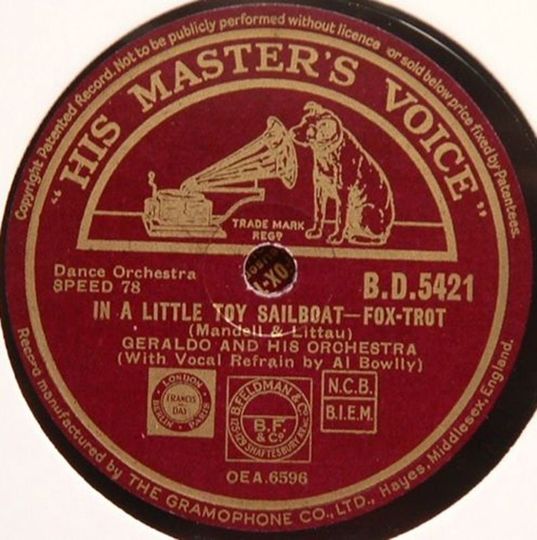 Copyright Patented Record. Not to be publicly performed without licence or sold below price fixed by Patentees.
"HIS MASTER'S VOICE"
TRADE MARK
REGD
Dance Orchestra
SPEED 78
B.D.5421
IN A LITTLE TOY SAILBOAT—FOX-TROT
(Mandell & Littau)
GERALDO AND HIS ORCHESTRA
(With Vocal Refrain by Al Bowlly)
LONDON
FRANCIS
DAY
BERLIN
PARIS
B. FELDMAN & Co
B.F.
& Co.
SHAFTESBURY
N.C.B.
B.I.E.M.
OEA.6596
Record manufactured by THE GRAMOPHONE CO., LTD., Hayes, Middlesex, England.